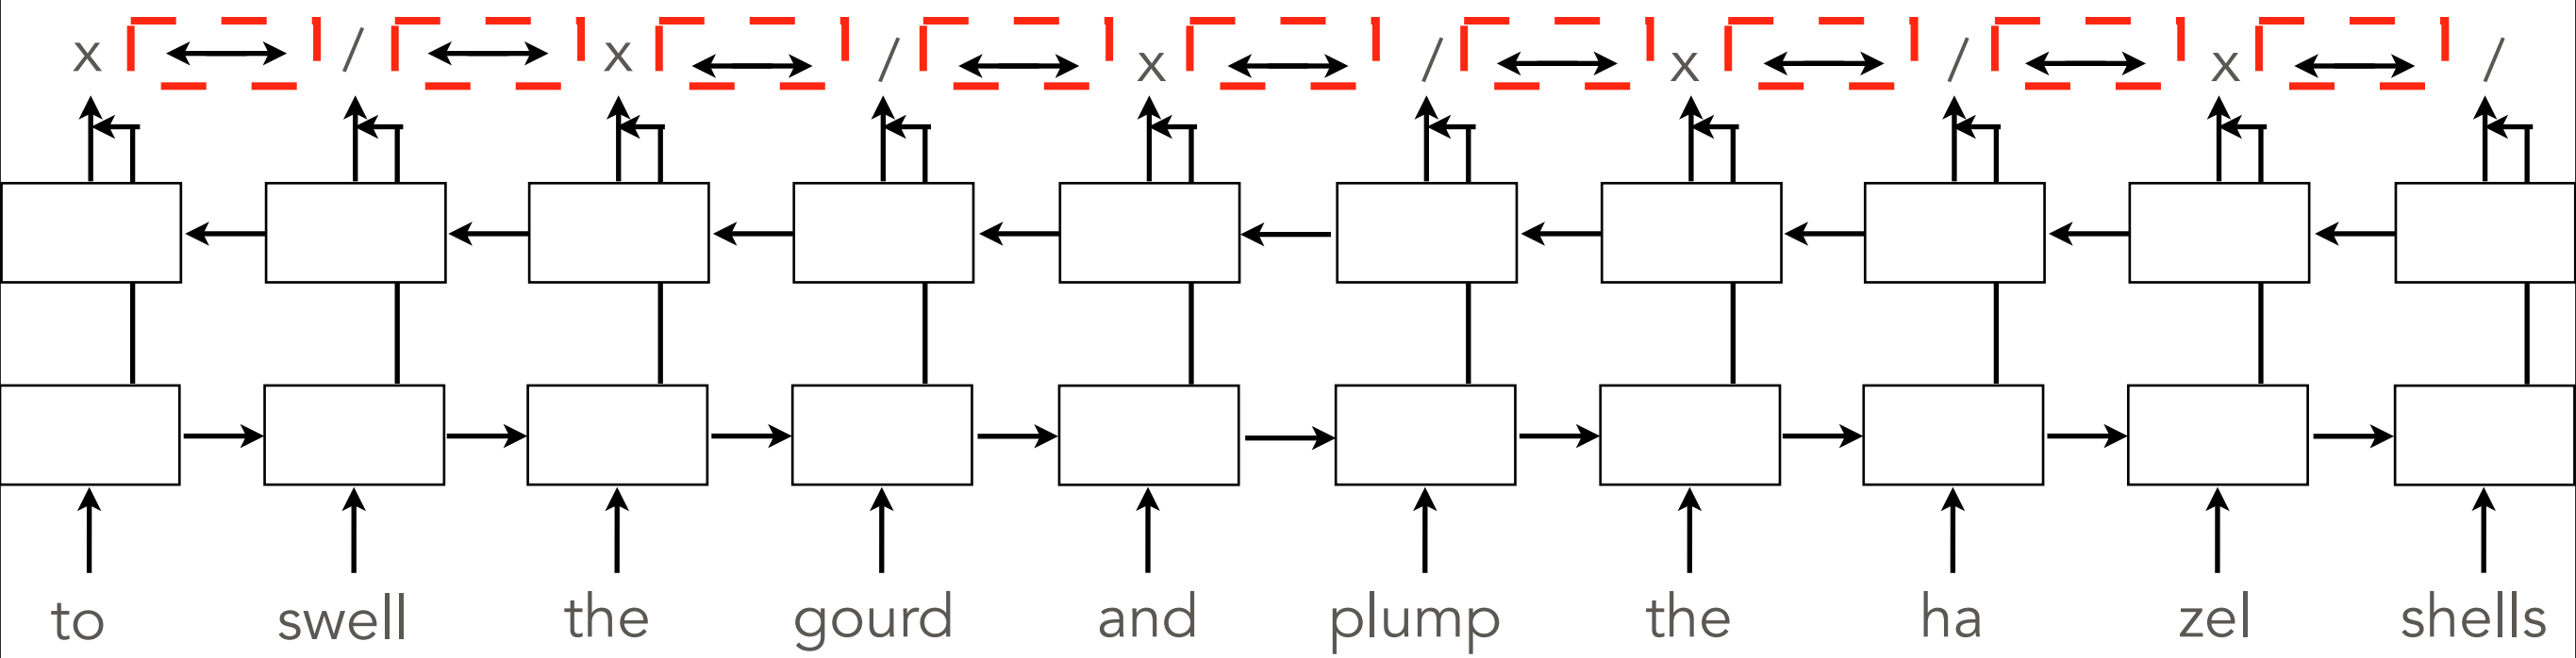 x / x / x / x / x /
to swell the gourd and plump the ha zel shells